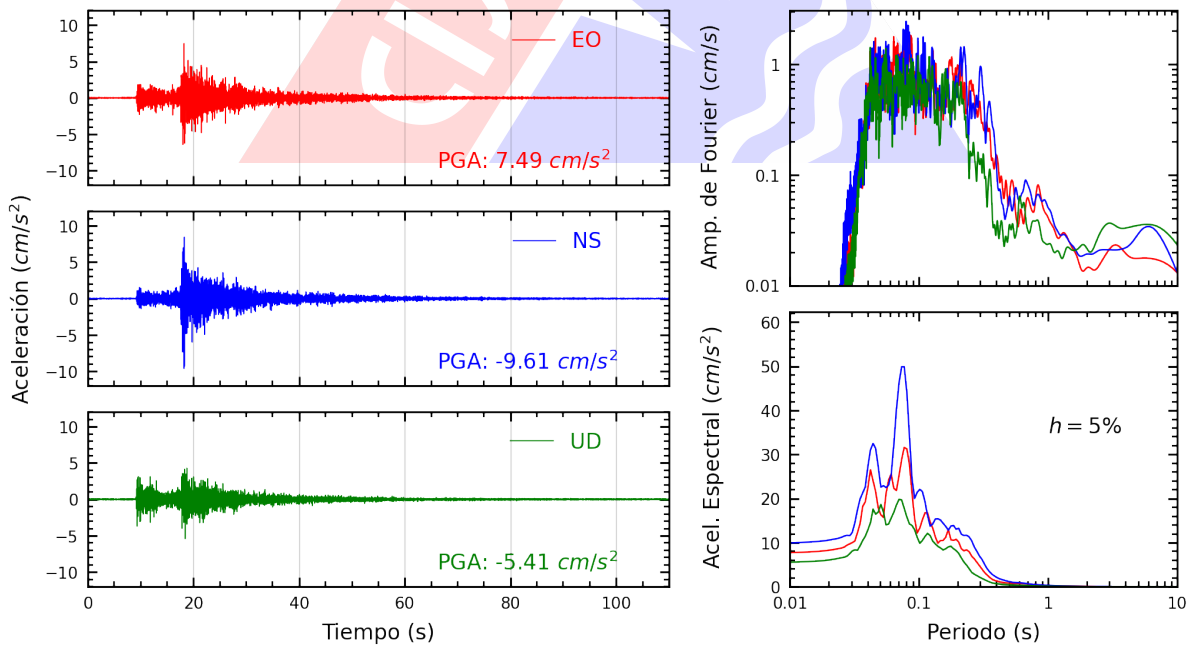 Aceleración (cm/s²)
10
5
0
−5
−10
EO
PGA: 7.49 cm/s²
10
5
0
−5
−10
NS
PGA: -9.61 cm/s²
10
5
0
−5
−10
UD
PGA: -5.41 cm/s²
0 20 40 60 80 100
Tiempo (s)
Amp. de Fourier (cm/s)
1
0.1
0.01
Acel. Espectral (cm/s²)
60
50
40
30
20
10
0
h = 5%
0.01 0.1 1 10
Periodo (s)